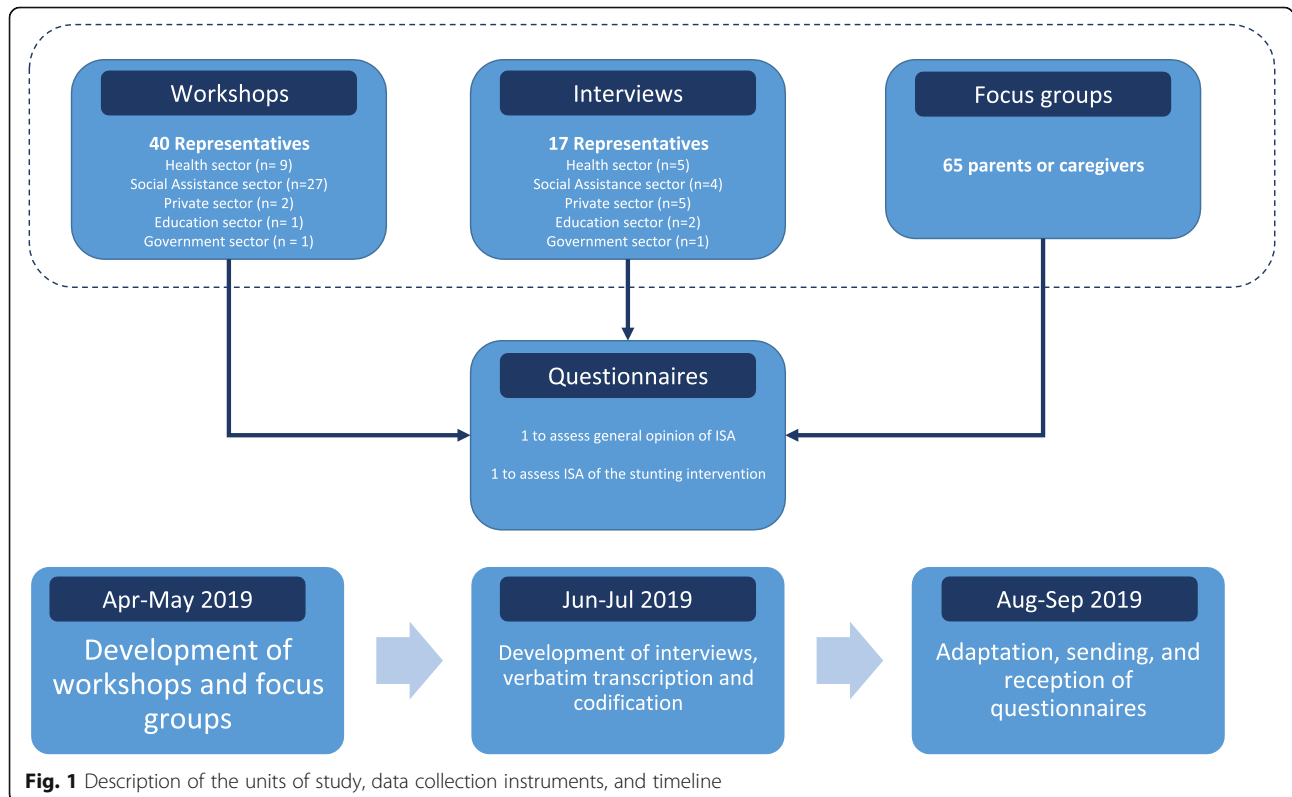 Workshops
40 Representatives
Health sector (n= 9)
Social Assistance sector (n=27)
Private sector (n= 2)
Education sector (n= 1)
Government sector (n = 1)
Interviews
17 Representatives
Health sector (n=5)
Social Assistance sector (n=4)
Private sector (n=5)
Education sector (n=2)
Government sector (n=1)
Focus groups
65 parents or caregivers
Questionnaires
1 to assess general opinion of ISA
1 to assess ISA of the stunting intervention
Apr-May 2019
Development of
workshops and focus
groups
Jun-Jul 2019
Development of interviews,
verbatim transcription and
codification
Aug-Sep 2019
Adaptation, sending, and
reception of
questionnaires
Fig. 1 Description of the units of study, data collection instruments, and timeline